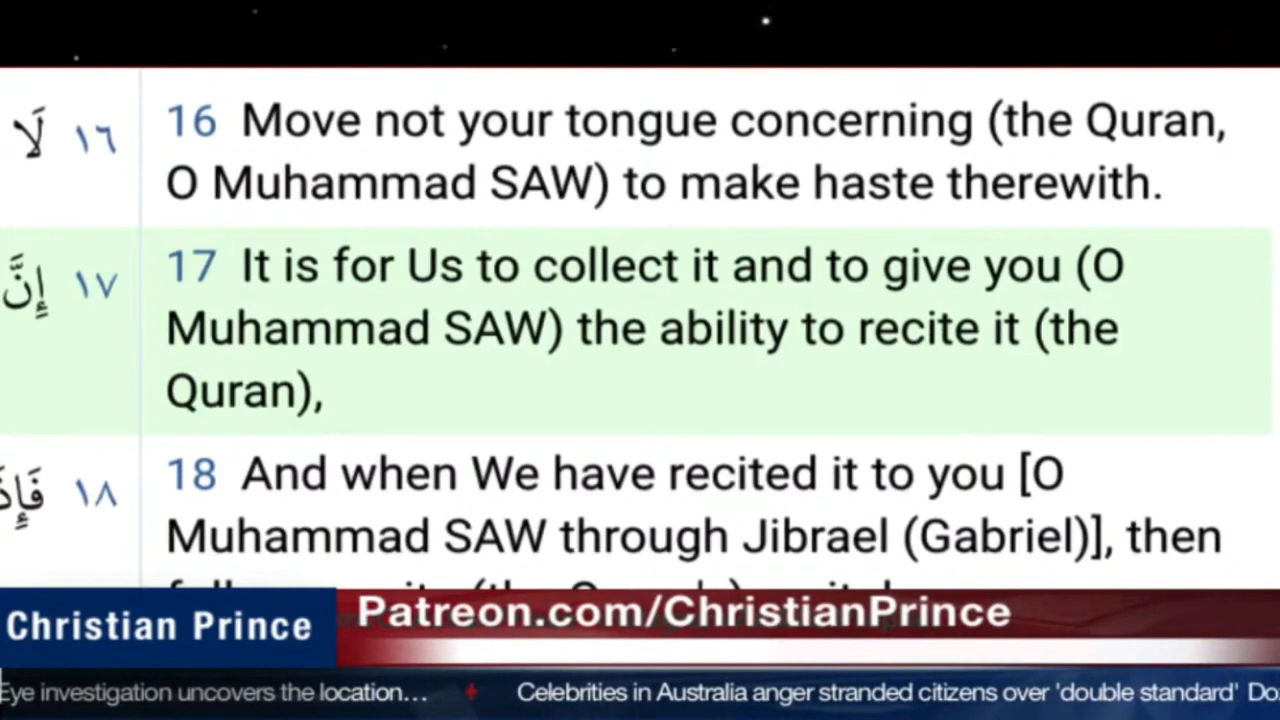 ١٦ لَا
16 Move not your tongue concerning (the Quran,
O Muhammad SAW) to make haste therewith.
١٧ إِنَّ
17 It is for Us to collect it and to give you (O
Muhammad SAW) the ability to recite it (the
Quran),
١٨
18 And when We have recited it to you [O
Muhammad SAW through Jibrael (Gabriel)], then
Christian Prince
Patreon.com/ChristianPrince
Eye investigation uncovers the location... Celebrities in Australia anger stranded citizens over 'double standard'